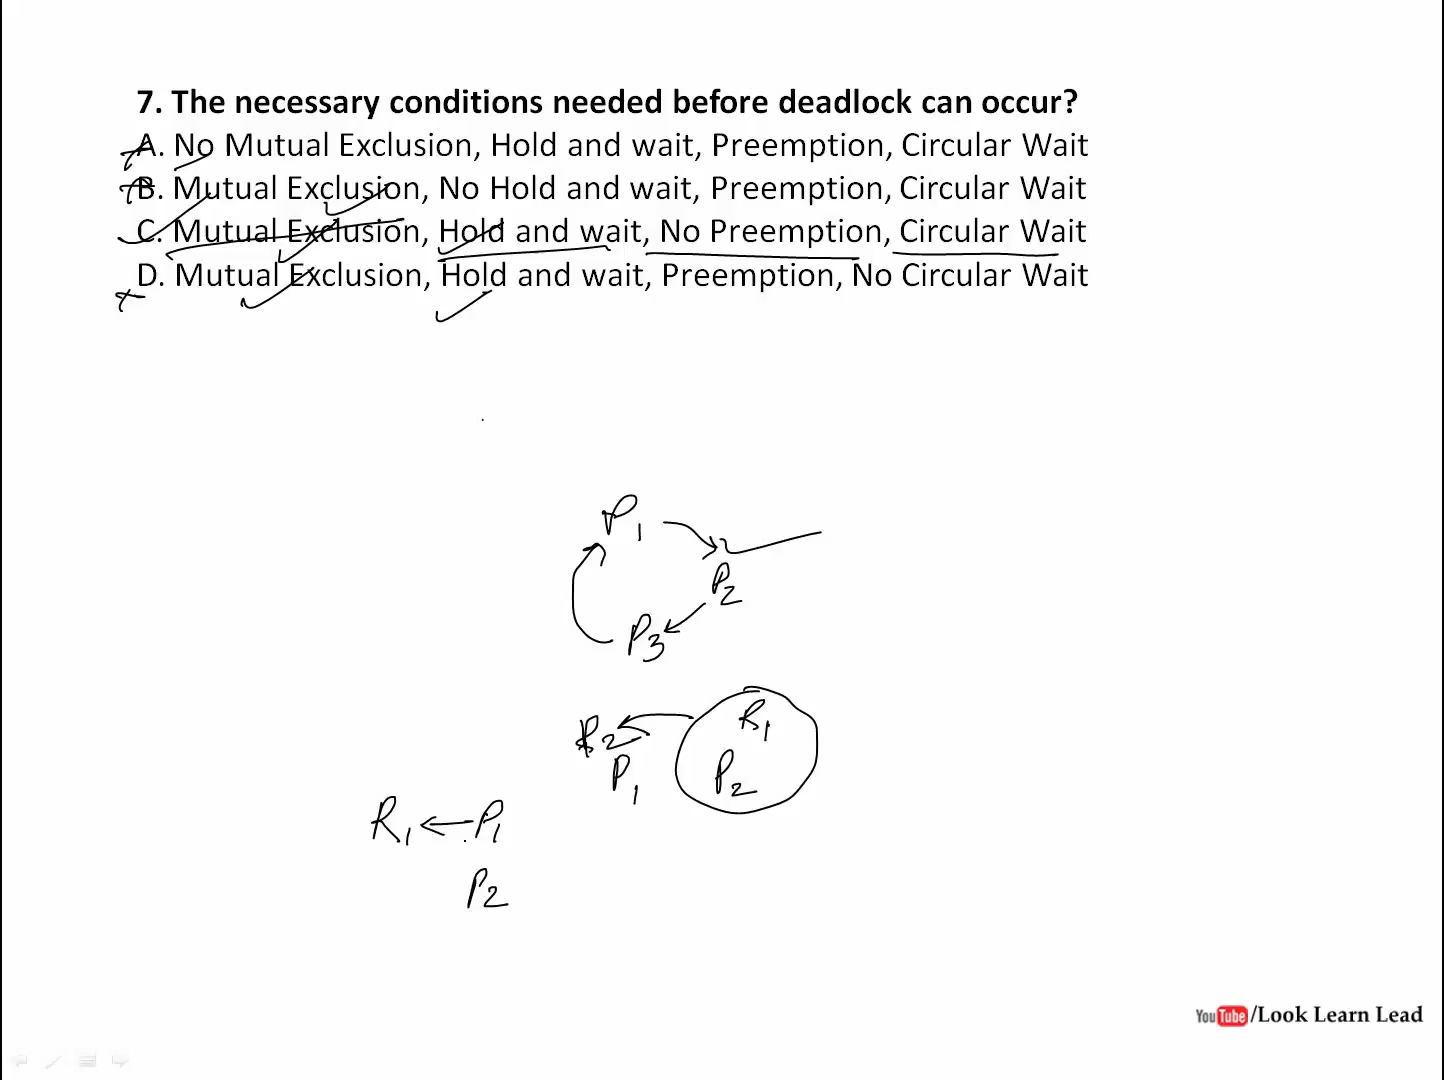 7. The necessary conditions needed before deadlock can occur?
A. No Mutual Exclusion, Hold and wait, Preemption, Circular Wait
B. Mutual Exclusion, No Hold and wait, Preemption, Circular Wait
C. Mutual Exclusion, Hold and wait, No Preemption, Circular Wait
D. Mutual Exclusion, Hold and wait, Preemption, No Circular Wait
P1
P2
P3
R1
R2
P1 P2
R1 ← P1
P2
YouTube/Look Learn Lead